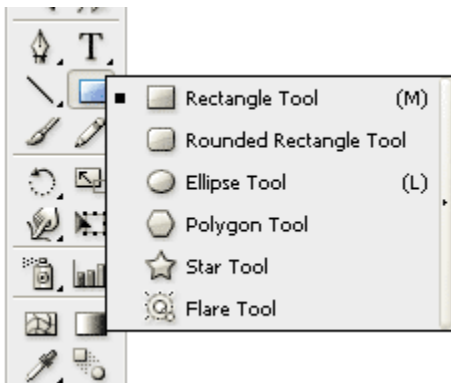 T
Rectangle Tool (M)
Rounded Rectangle Tool
Ellipse Tool (L)
Polygon Tool
Star Tool
Flare Tool